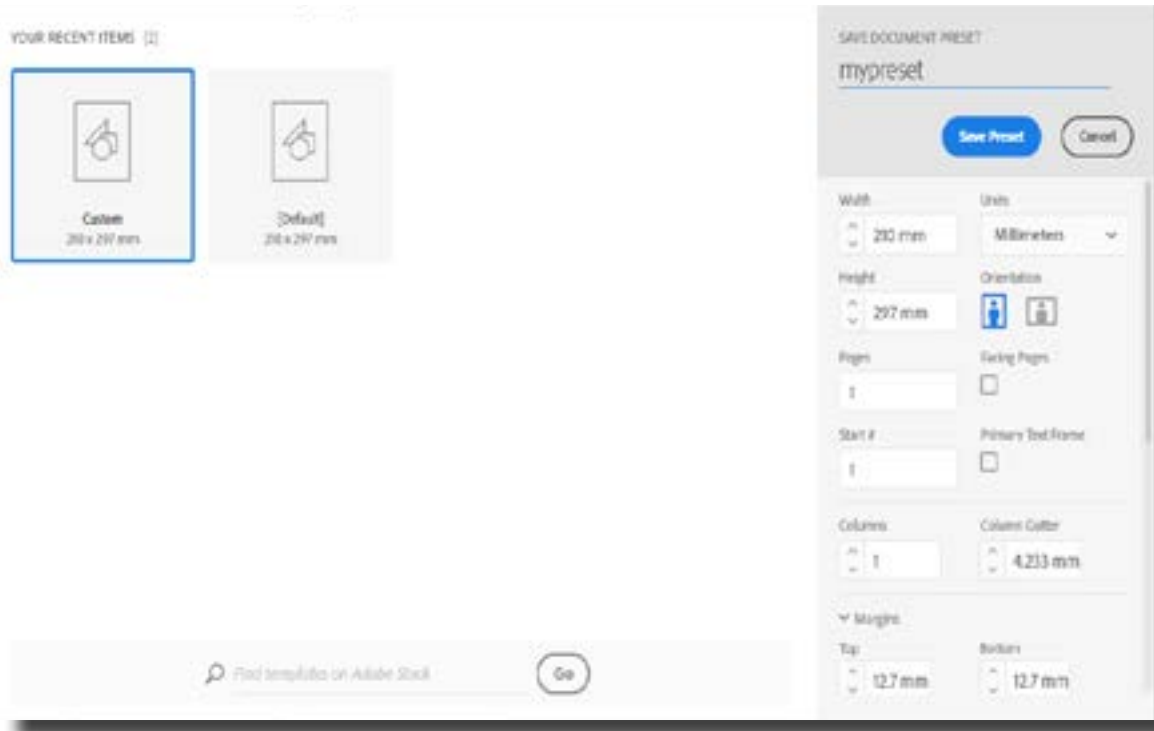 YOUR RECENT ITEMS [2]
Custom
210 x 297 mm
[Default]
210 x 297 mm
Find templates on Adobe Stock
Go
SAVE DOCUMENT PRESET
mypreset
Save Preset
Cancel
Width
Units
210 mm
Millimeters
Height
Orientation
297 mm
Pages
Facing Pages
1
Start #
Primary Text Frame
1
Columns
Column Gutter
1
4.233 mm
Margins
Top
Bottom
12.7 mm
12.7 mm